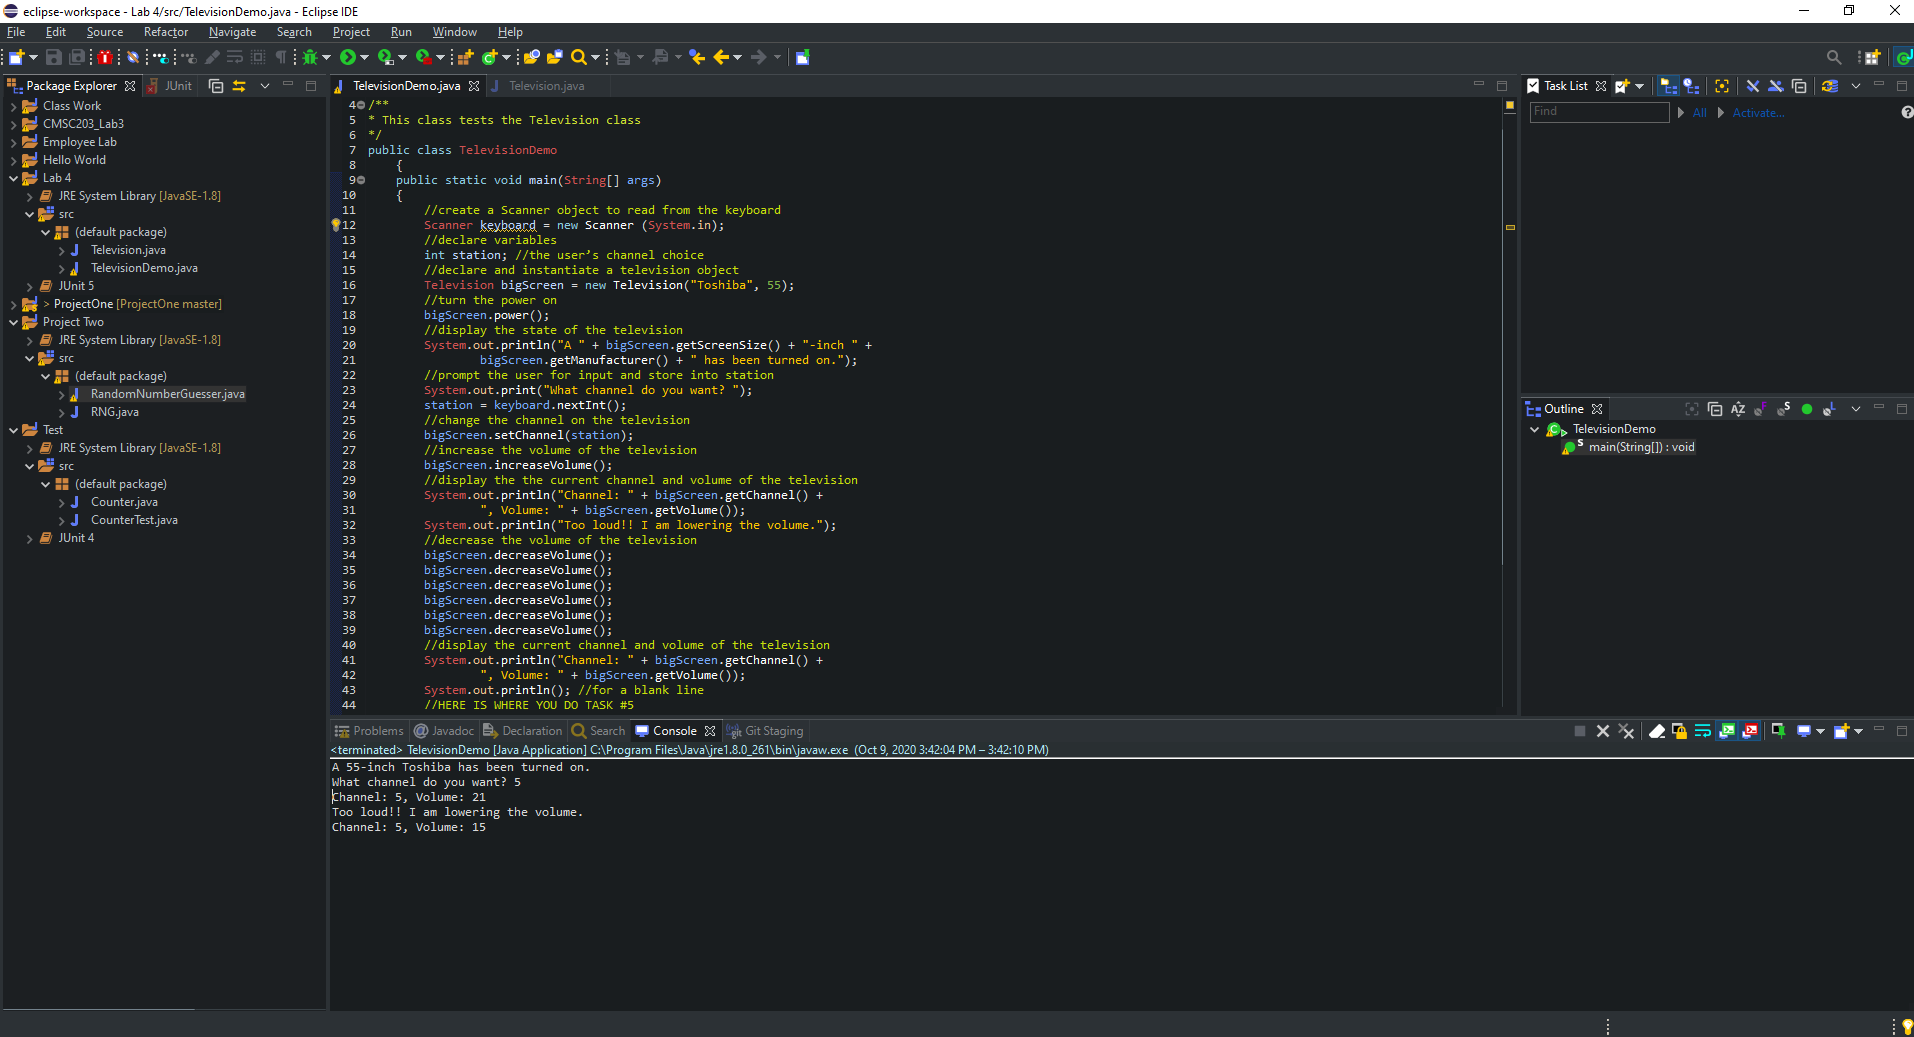 eclipse-workspace - Lab 4/src/TelevisionDemo.java - Eclipse IDE
File Edit Source Refactor Navigate Search Project Run Window Help
Package Explorer JUnit
Class Work
CMSC203_Lab3
Employee Lab
Hello World
Lab 4
JRE System Library [JavaSE-1.8]
src
(default package)
Television.java
TelevisionDemo.java
JUnit 5
> ProjectOne [ProjectOne master]
Project Two
JRE System Library [JavaSE-1.8]
src
(default package)
RandomNumberGuesser.java
RNG.java
Test
JRE System Library [JavaSE-1.8]
src
(default package)
Counter.java
CounterTest.java
JUnit 4
TelevisionDemo.java Television.java
4 /**
5 * This class tests the Television class
6 */
7 public class TelevisionDemo
8 {
9 public static void main(String[] args)
10 {
11 //create a Scanner object to read from the keyboard
12 Scanner keyboard = new Scanner (System.in);
13 //declare variables
14 int station; //the user’s channel choice
15 //declare and instantiate a television object
16 Television bigScreen = new Television("Toshiba", 55);
17 //turn the power on
18 bigScreen.power();
19 //display the state of the television
20 System.out.println("A " + bigScreen.getScreenSize() + "-inch " +
21 bigScreen.getManufacturer() + " has been turned on.");
22 //prompt the user for input and store into station
23 System.out.print("What channel do you want? ");
24 station = keyboard.nextInt();
25 //change the channel on the television
26 bigScreen.setChannel(station);
27 //increase the volume of the television
28 bigScreen.increaseVolume();
29 //display the the current channel and volume of the television
30 System.out.println("Channel: " + bigScreen.getChannel() +
31 ", Volume: " + bigScreen.getVolume());
32 System.out.println("Too loud!! I am lowering the volume.");
33 //decrease the volume of the television
34 bigScreen.decreaseVolume();
35 bigScreen.decreaseVolume();
36 bigScreen.decreaseVolume();
37 bigScreen.decreaseVolume();
38 bigScreen.decreaseVolume();
39 bigScreen.decreaseVolume();
40 //display the current channel and volume of the television
41 System.out.println("Channel: " + bigScreen.getChannel() +
42 ", Volume: " + bigScreen.getVolume());
43 System.out.println(); //for a blank line
44 //HERE IS WHERE YOU DO TASK #5
Task List
Find All Activate...
Outline
TelevisionDemo
main(String[]) : void
Problems Javadoc Declaration Search Console Git Staging
<terminated> TelevisionDemo [Java Application] C:\Program Files\Java\jre1.8.0_261\bin\javaw.exe (Oct 9, 2020 3:42:04 PM – 3:42:10 PM)
A 55-inch Toshiba has been turned on.
What channel do you want? 5
Channel: 5, Volume: 21
Too loud!! I am lowering the volume.
Channel: 5, Volume: 15